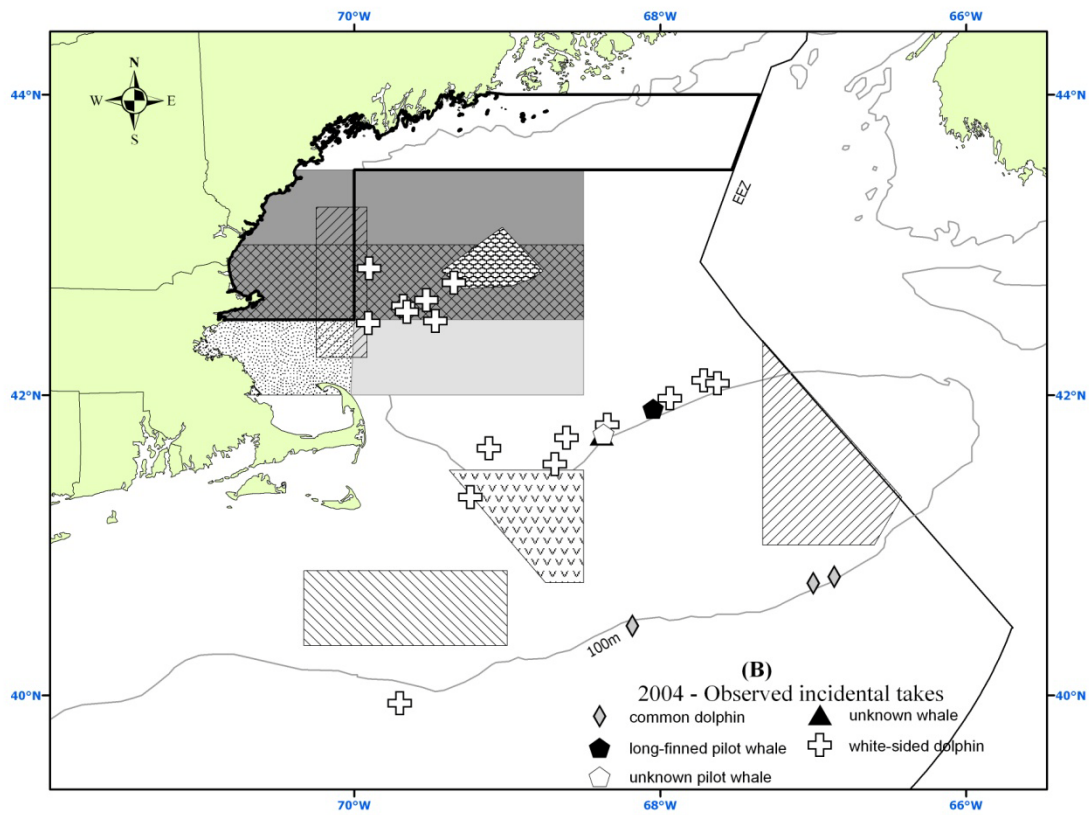 70°W 68°W 66°W
N
W E
S
44°N 44°N
EEZ
42°N 42°N
100m
40°N 40°N
(B)
2004 - Observed incidental takes
common dolphin unknown whale
long-finned pilot whale white-sided dolphin
unknown pilot whale
70°W 68°W 66°W